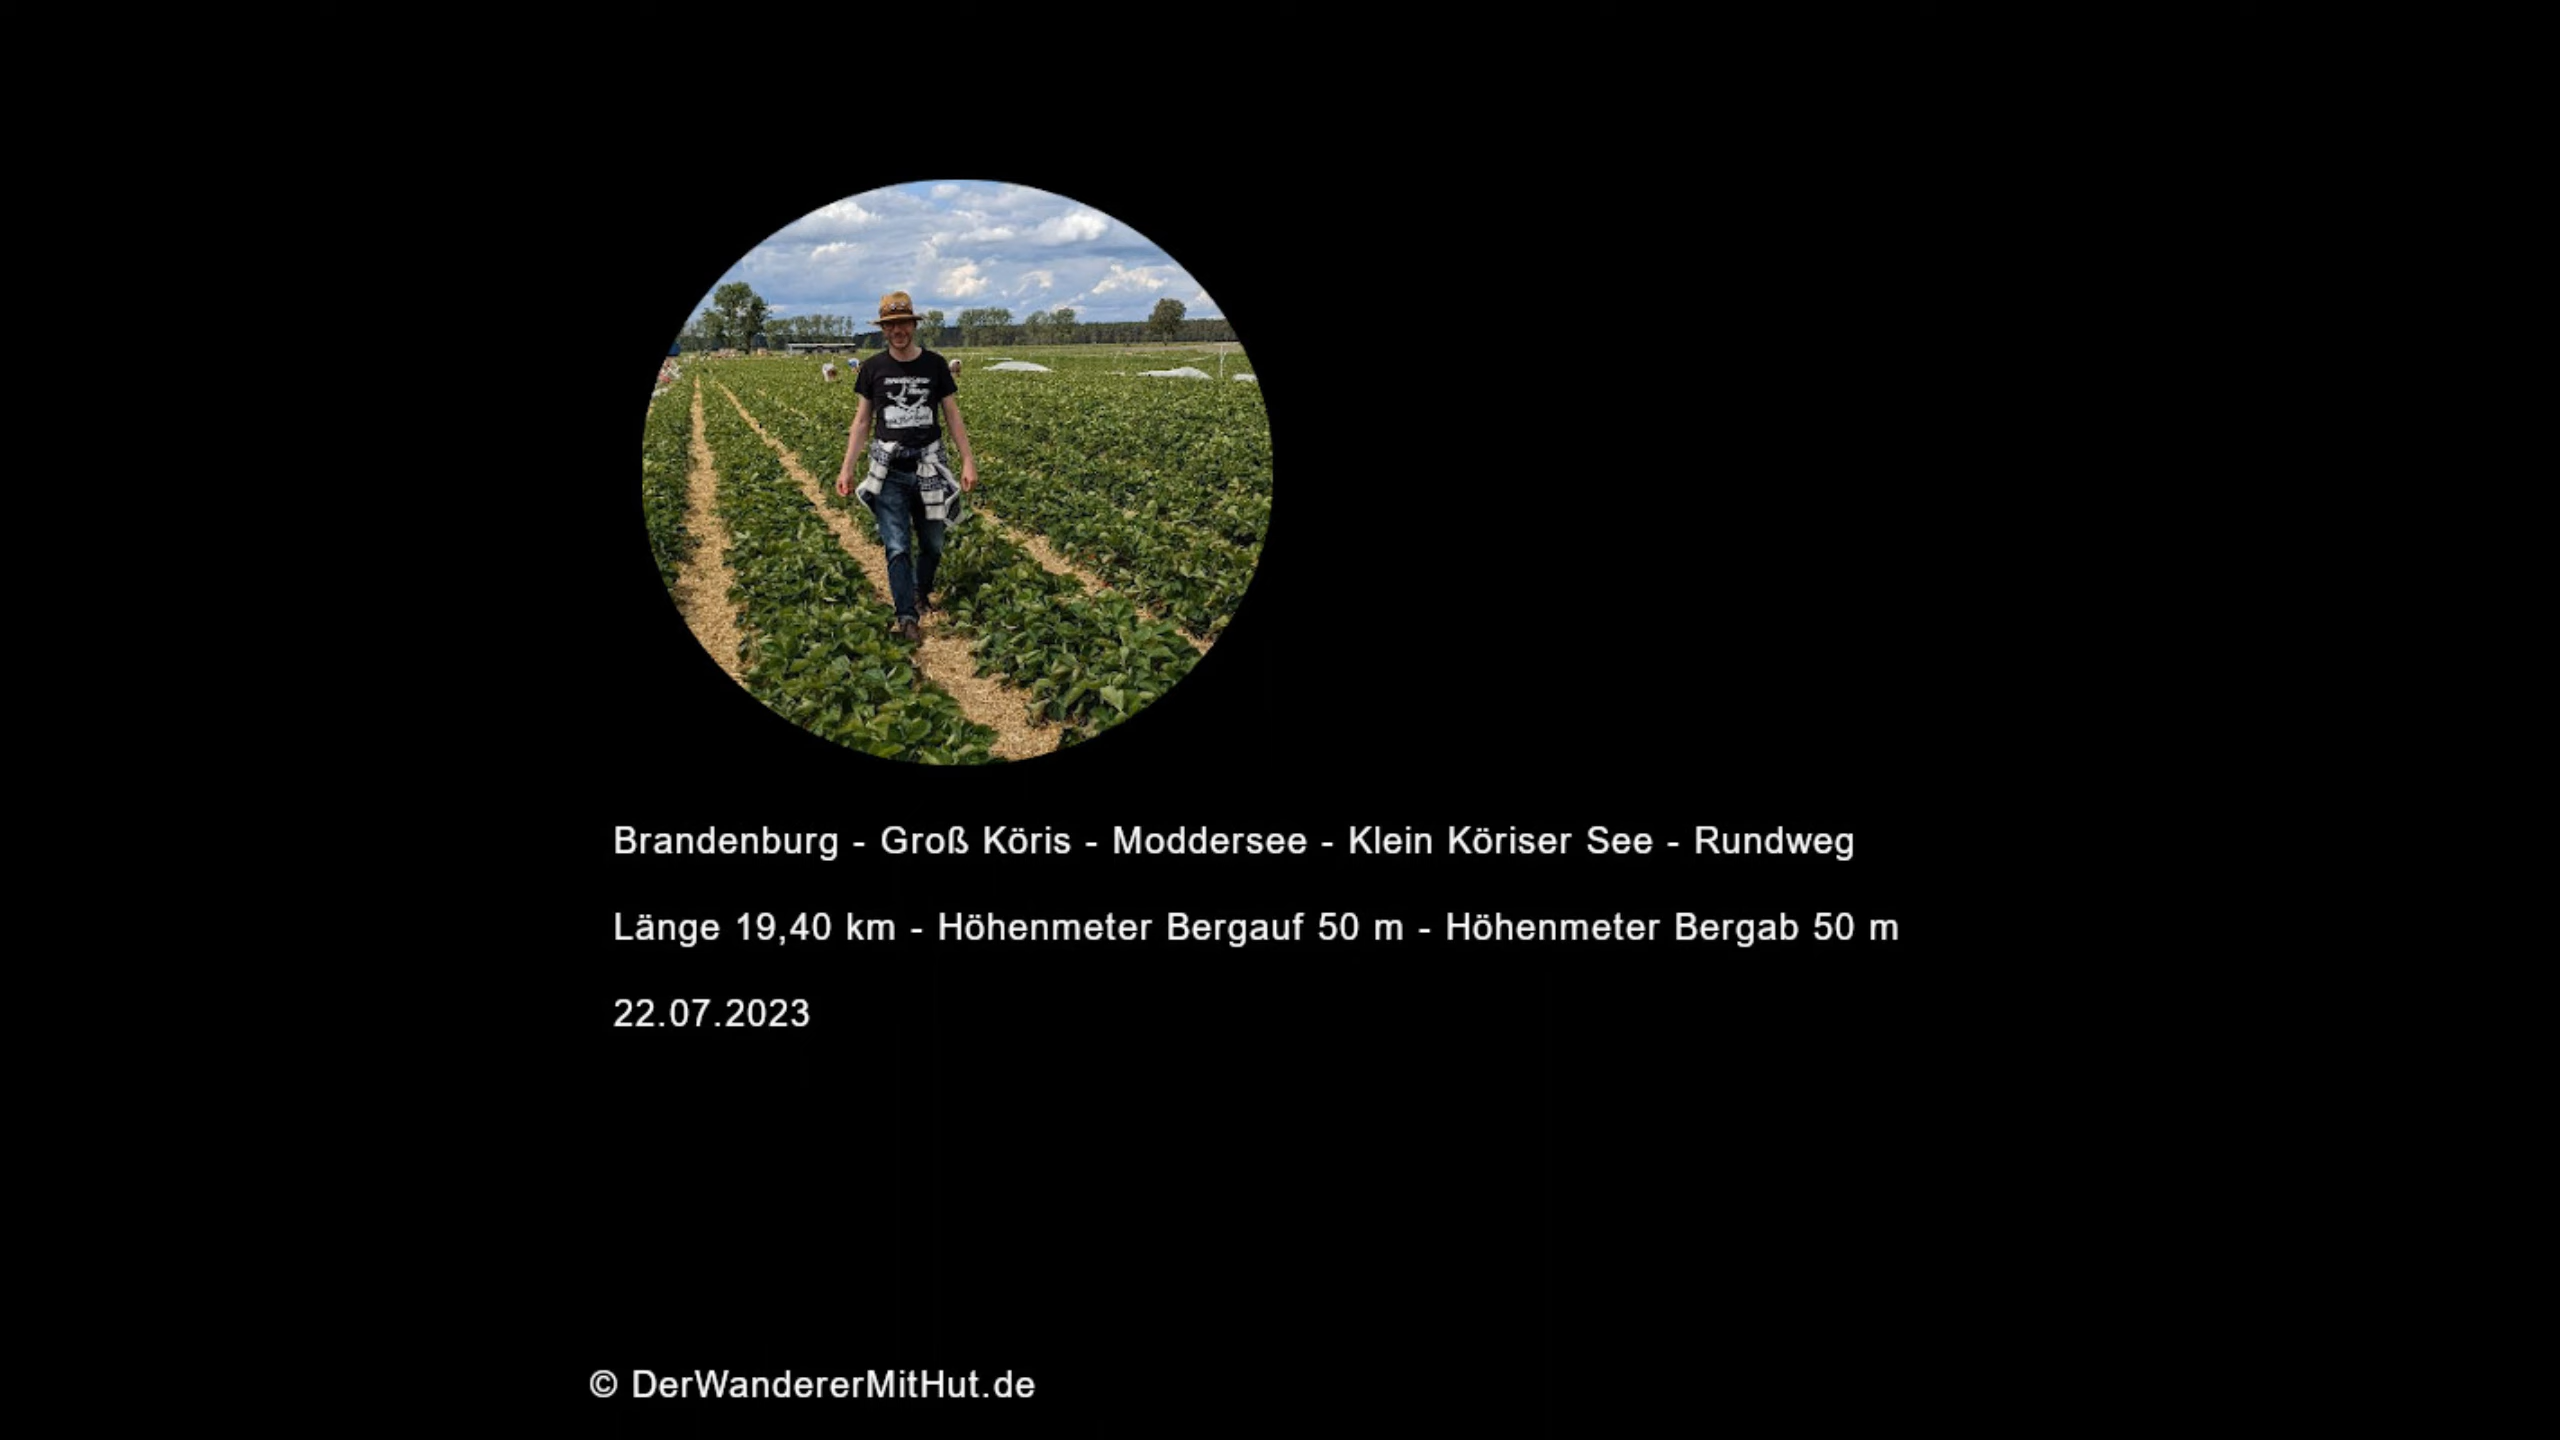 Brandenburg - Groß Köris - Moddersee - Klein Köriser See - Rundweg
Länge 19,40 km - Höhenmeter Bergauf 50 m - Höhenmeter Bergab 50 m
22.07.2023
© DerWandererMitHut.de